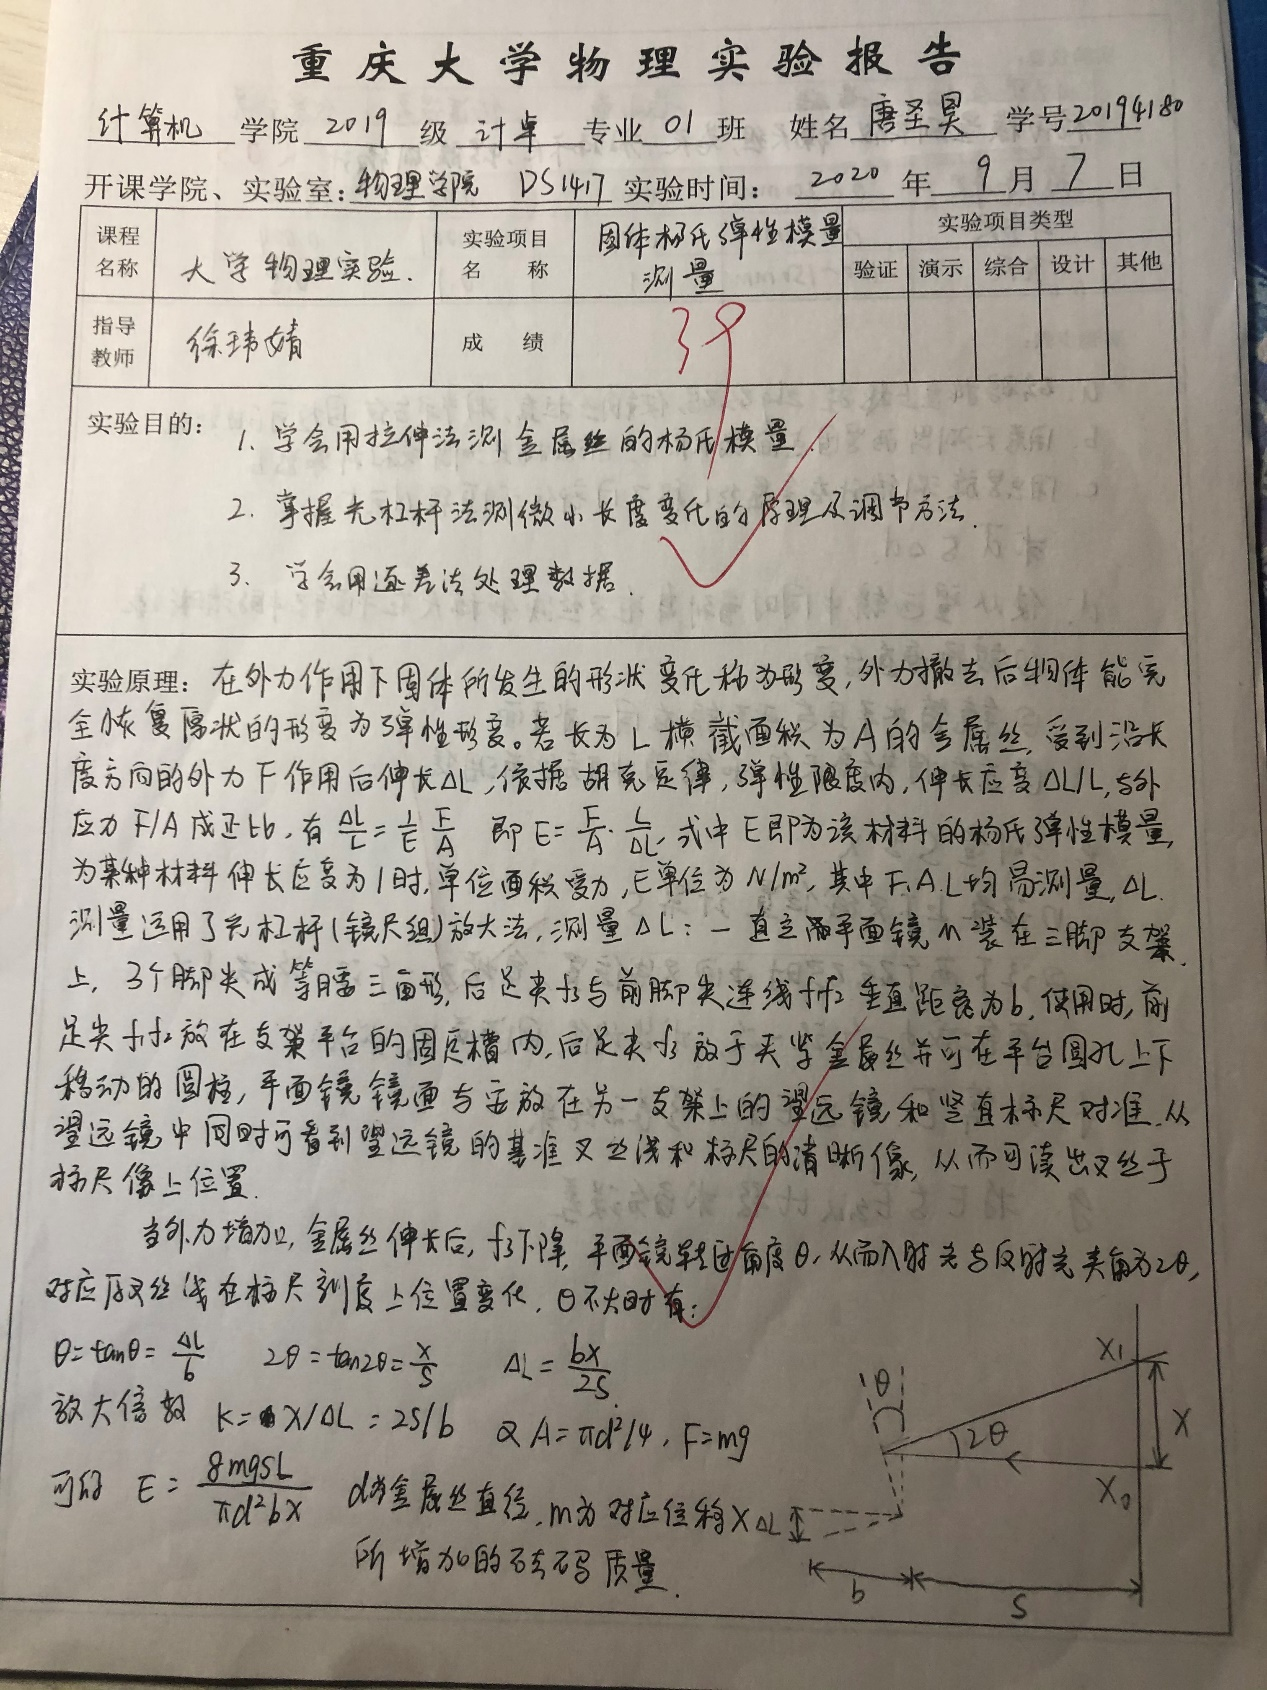 重庆大学物理实验报告
计算机 学院 2019 级 计卓 专业 01 班 姓名 唐圣昊 学号 20194180
开课学院、实验室：物理学院 DS1417 实验时间： 2020 年 9 月 7 日
课程名称 大学物理实验. 实验项目名称 固体杨氏弹性模量测量 实验项目类型
验证 演示 综合 设计 其他
指导教师 徐玮婧 成绩 39
实验目的： 1. 学会用拉伸法测金属丝的杨氏模量.
2. 掌握光杠杆法测微小长度变化的原理及调节方法.
3. 学会用逐差法处理数据.
实验原理： 在外力作用下固体所发生的形状变化称为形变,外力撤去后物体能完
全恢复原状的形变为弹性形变。若长为L横截面积为A的金属丝,受到沿长
度方向的外力F作用后伸长ΔL,依据胡克定律,弹性限度内,伸长应变ΔL/L,与外
应力F/A成正比,有 ΔL/L = 1/E F/A 即 E = F/A · L/ΔL, 式中E即为该材料的杨氏弹性模量,
为某种材料伸长应变为1时,单位面积受力,E单位为N/m²,其中F.A.L均易测量,ΔL
测量运用了光杠杆(镜尺组)放大法,测量ΔL:一直立平面镜M装在三脚支架
上, 3个脚尖成等腰三角形,后足尖f3与前脚尖连线f1f2垂直距离为b,使用时,前
足尖f1f2放在支架平台的固定槽内,后足尖f3放于夹紧金属丝并可在平台圆孔上下
移动的圆柱,平面镜镜面与安放在另一支架上的望远镜和竖直标尺对准.从
望远镜中同时可看到望远镜的基准叉丝线和标尺的清晰像,从而可读出叉丝于
标尺像上位置.
当外力增加,金属丝伸长后,f3下降,平面镜转过角度θ,从而入射光与反射光夹角为2θ,
对应原叉丝线在标尺刻度上位置变化. θ不大时有:
θ=tanθ= ΔL/b 2θ=tan2θ= x/S ΔL= bx/2S
放大倍数 K= X/ΔL = 2S/b 又 A=πd²/4, F=mg
可得 E = 8mgSL/πd²bX d为金属丝直径,m为对应位移X
所增加的砝码质量.
X1
θ
2θ
X
X0
ΔL
b
S